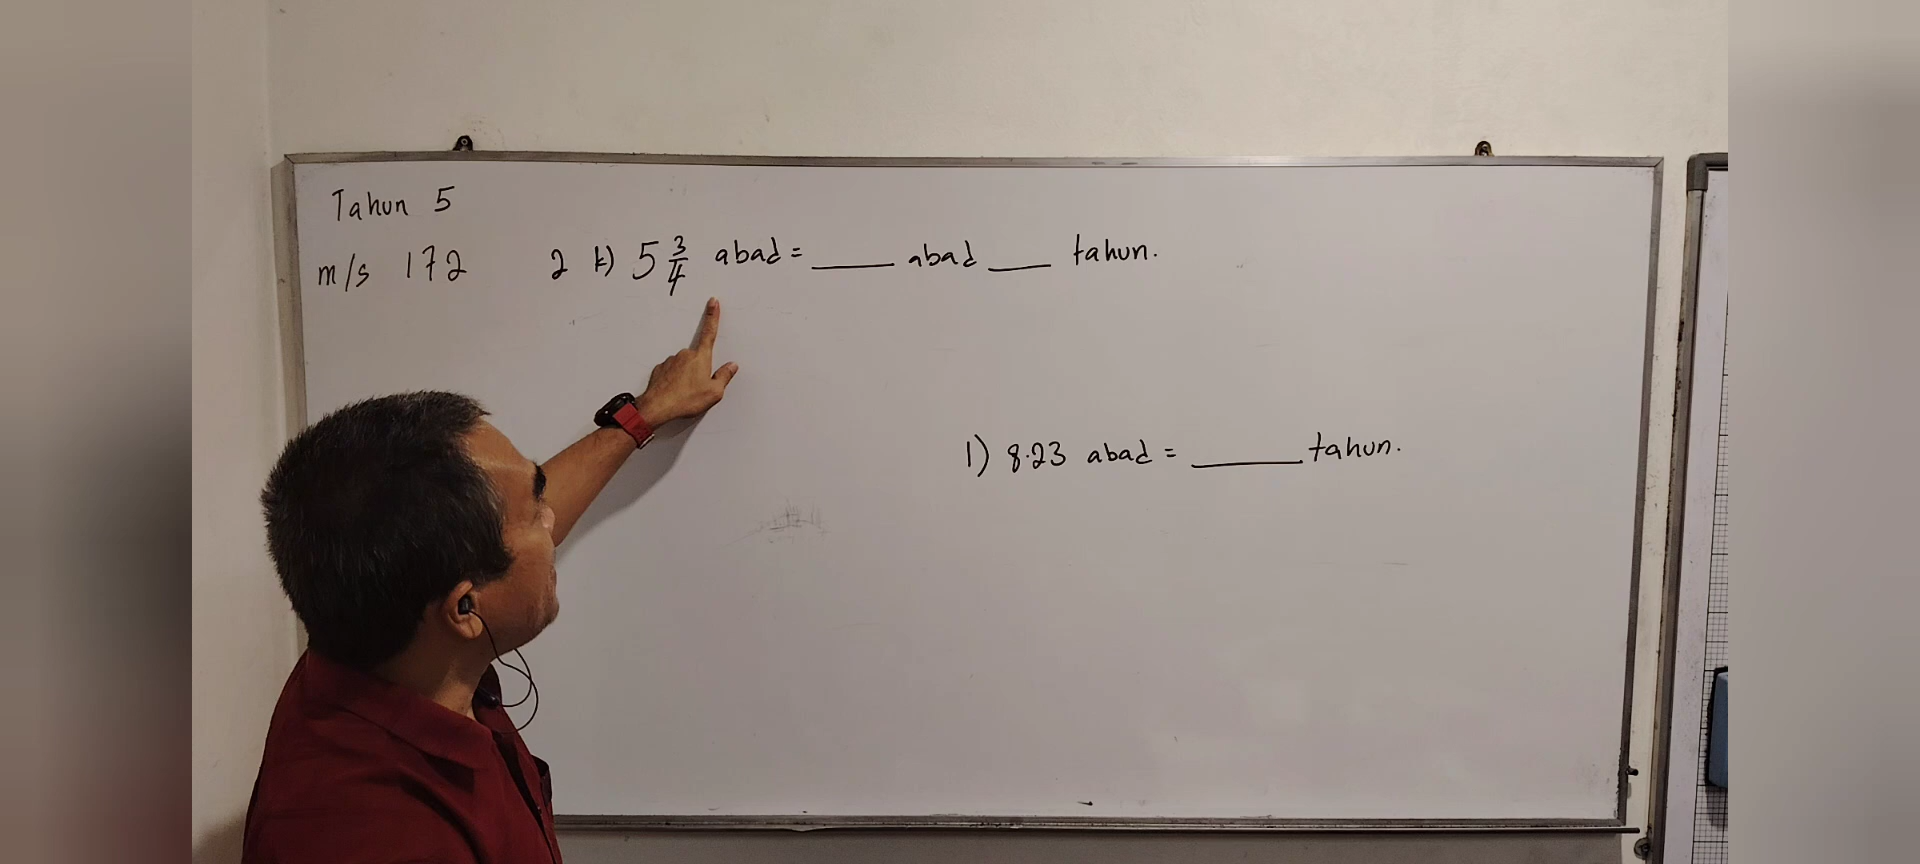 Tahun 5
m/s 172 2 k) 5 3/4 abad = ____ abad ____ tahun.
l) 8.23 abad = ____ tahun.